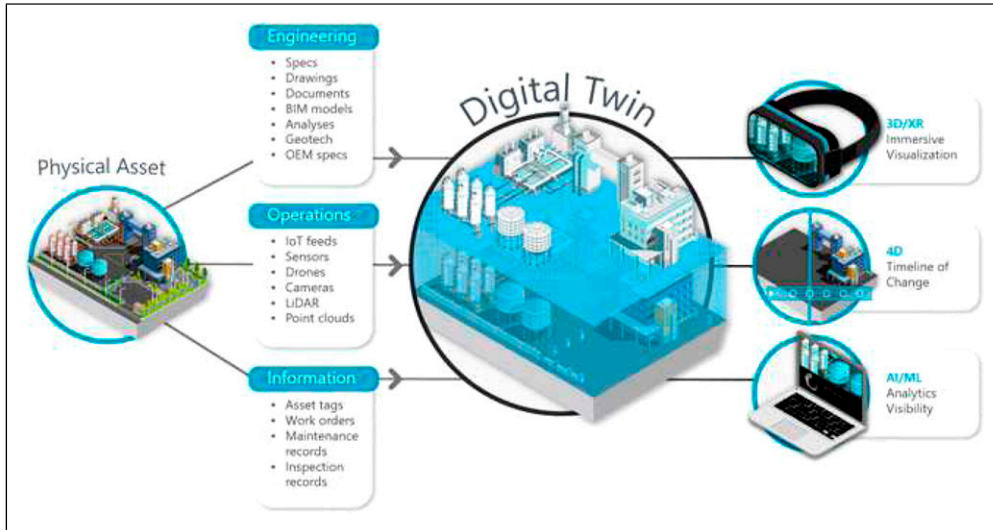 Physical Asset
Engineering
• Specs
• Drawings
• Documents
• BIM models
• Analyses
• Geotech
• OEM specs
Operations
• IoT feeds
• Sensors
• Drones
• Cameras
• LiDAR
• Point clouds
Information
• Asset tags
• Work orders
• Maintenance
records
• Inspection
records
Digital Twin
3D/XR
Immersive
Visualization
4D
Timeline of
Change
AI/ML
Analytics
Visibility